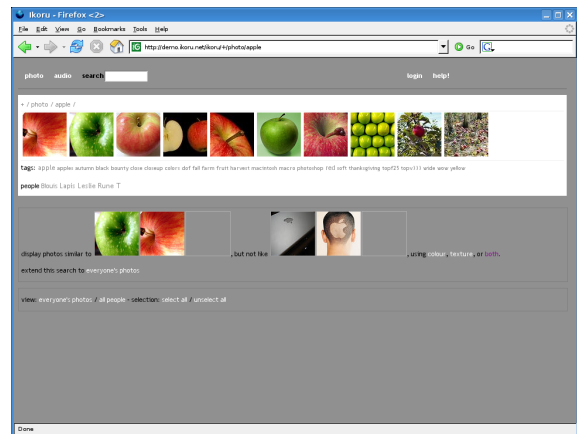 Ikoru - Firefox <2>
File Edit View Go Bookmarks Tools Help
http://demo.ikoru.net/ikoru/+/photo/apple Go G
photo audio search login help!
+ / photo / apple /
tags: apple apples autumn black bounty close closeup colors dof fall farm fruit harvest macintosh macro photoshop red soft thanksgiving topf25 topv111 wide wow yellow
people Blouis Lapis Leslie Rune T
display photos similar to , but not like , using colour, texture, or both.
extend this search to everyone's photos
view: everyone's photos / all people - selection: select all / unselect all
Done